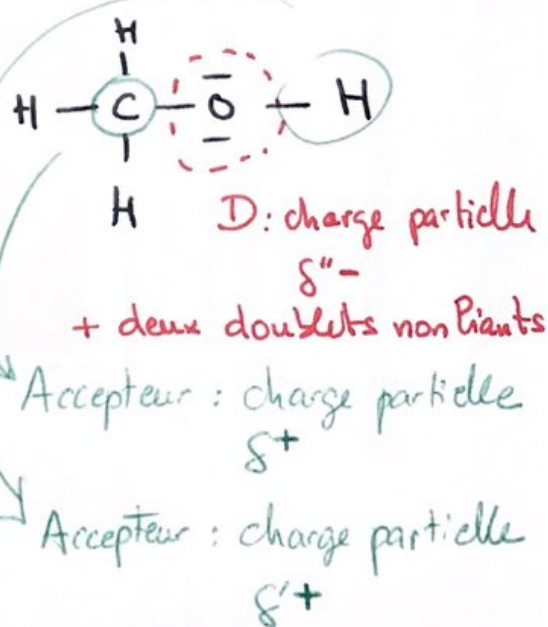 H
H — C — O — H
H
D : charge partielle
δ"-
+ deux doublets non liants
Accepteur : charge partielle
δ+
Accepteur : charge partielle
δ'+